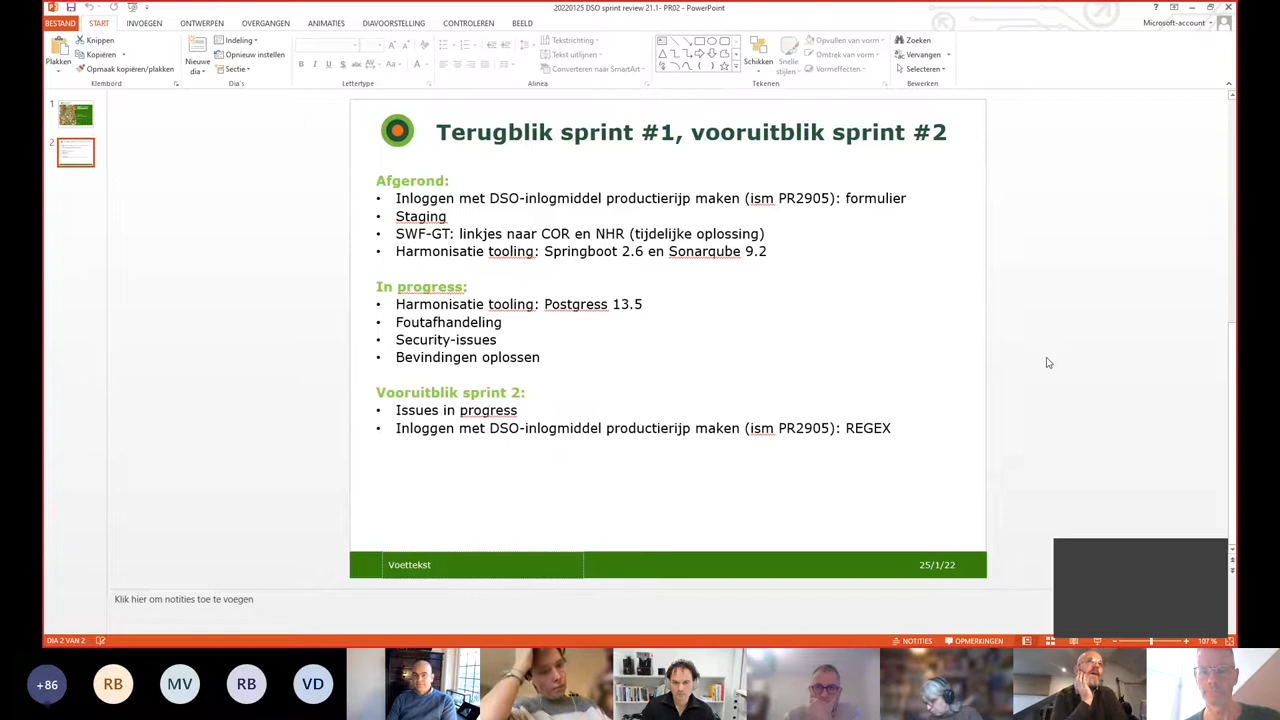 20220125 DSO sprint review 21.1- PR02 - PowerPoint
BESTAND START INVOEGEN ONTWERPEN OVERGANGEN ANIMATIES DIAVOORSTELLING CONTROLEREN BEELD Microsoft-account
Knippen
Kopiëren
Opmaak kopiëren/plakken
Plakken
Klembord
Nieuwe dia
Indeling
Opnieuw instellen
Sectie
Dia's
B I U S abc AV Aa A
Lettertype
Tekstrichting
Tekst uitlijnen
Converteren naar SmartArt
Alinea
Schikken
Snelle stijlen
Opvullen van vorm
Omtrek van vorm
Vormeffecten
Tekenen
Zoeken
Vervangen
Selecteren
Bewerken
1
2
Terugblik sprint #1, vooruitblik sprint #2
Afgerond:
• Inloggen met DSO-inlogmiddel productierijp maken (ism PR2905): formulier
• Staging
• SWF-GT: linkjes naar COR en NHR (tijdelijke oplossing)
• Harmonisatie tooling: Springboot 2.6 en Sonarqube 9.2
In progress:
• Harmonisatie tooling: Postgress 13.5
• Foutafhandeling
• Security-issues
• Bevindingen oplossen
Vooruitblik sprint 2:
• Issues in progress
• Inloggen met DSO-inlogmiddel productierijp maken (ism PR2905): REGEX
Voettekst 25/1/22
Klik hier om notities toe te voegen
DIA 2 VAN 2 NOTITIES OPMERKINGEN 107 %
+86 RB MV RB VD